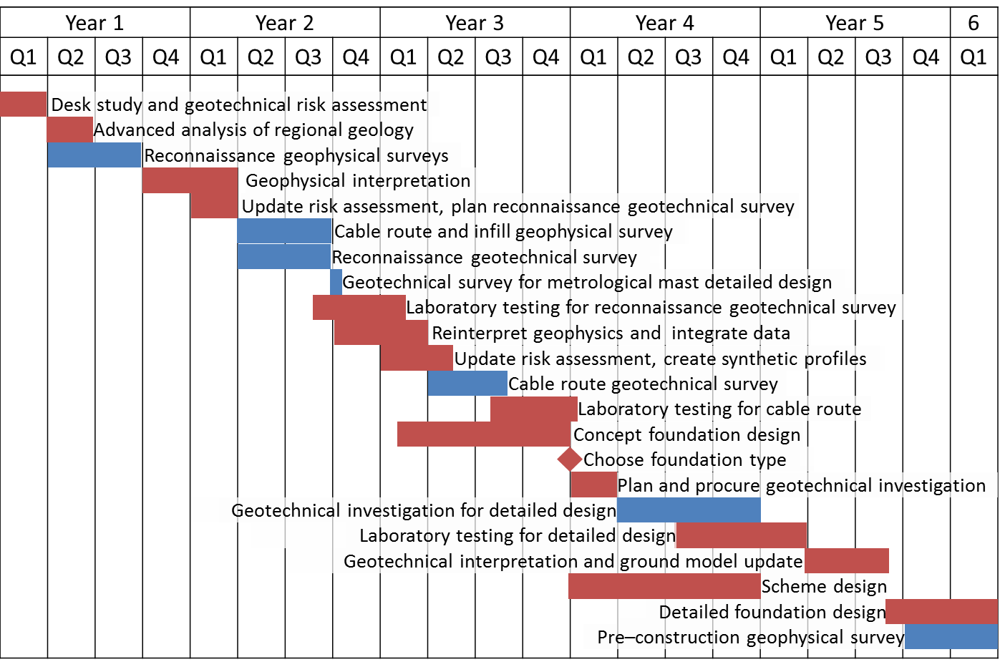 Year 1 Year 2 Year 3 Year 4 Year 5 6
Q1 Q2 Q3 Q4 Q1 Q2 Q3 Q4 Q1 Q2 Q3 Q4 Q1 Q2 Q3 Q4 Q1 Q2 Q3 Q4 Q1
Desk study and geotechnical risk assessment
Advanced analysis of regional geology
Reconnaissance geophysical surveys
Geophysical interpretation
Update risk assessment, plan reconnaissance geotechnical survey
Cable route and infill geophysical survey
Reconnaissance geotechnical survey
Geotechnical survey for metrological mast detailed design
Laboratory testing for reconnaissance geotechnical survey
Reinterpret geophysics and integrate data
Update risk assessment, create synthetic profiles
Cable route geotechnical survey
Laboratory testing for cable route
Concept foundation design
Choose foundation type
Plan and procure geotechnical investigation
Geotechnical investigation for detailed design
Laboratory testing for detailed design
Geotechnical interpretation and ground model update
Scheme design
Detailed foundation design
Pre–construction geophysical survey